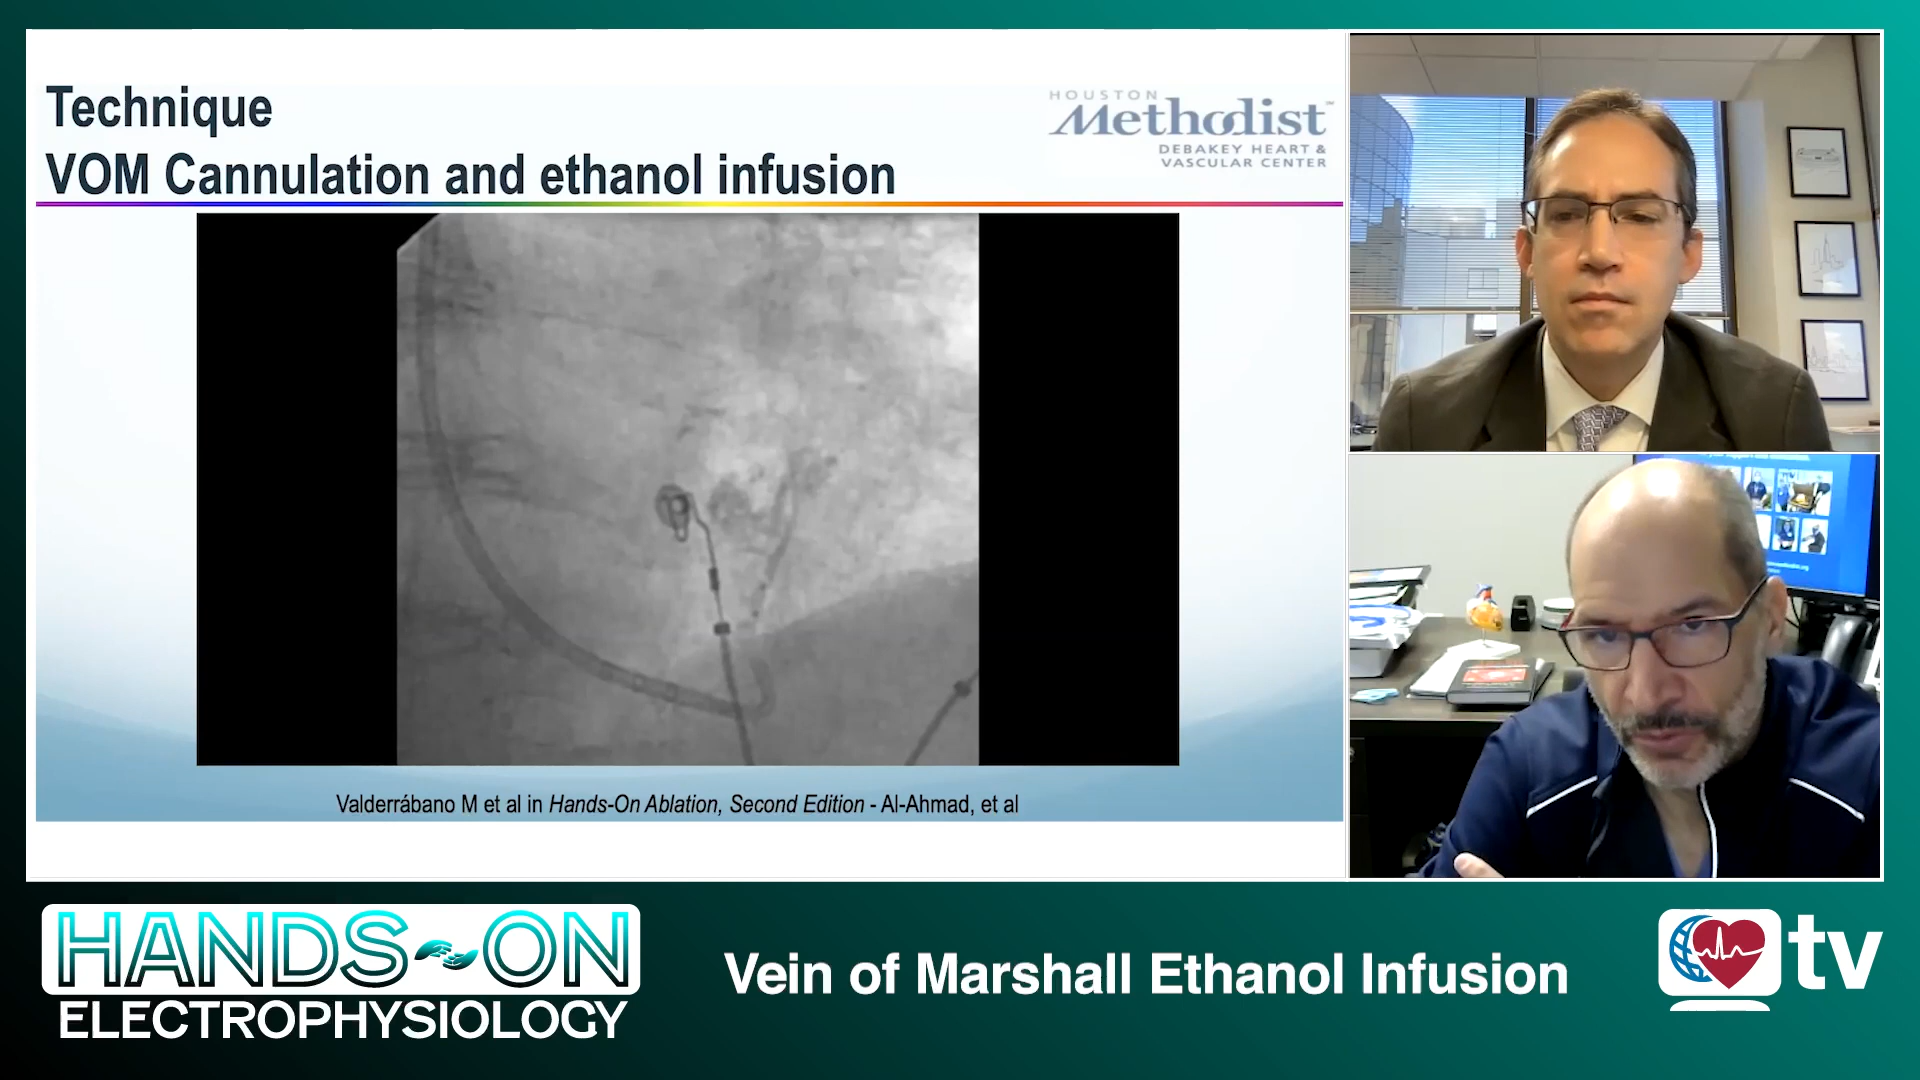 Technique
VOM Cannulation and ethanol infusion
HOUSTON
Methodist
DEBAKEY HEART &
VASCULAR CENTER
Valderrábano M et al in Hands-On Ablation, Second Edition - Al-Ahmad, et al
HANDS-ON
ELECTROPHYSIOLOGY
Vein of Marshall Ethanol Infusion
tv